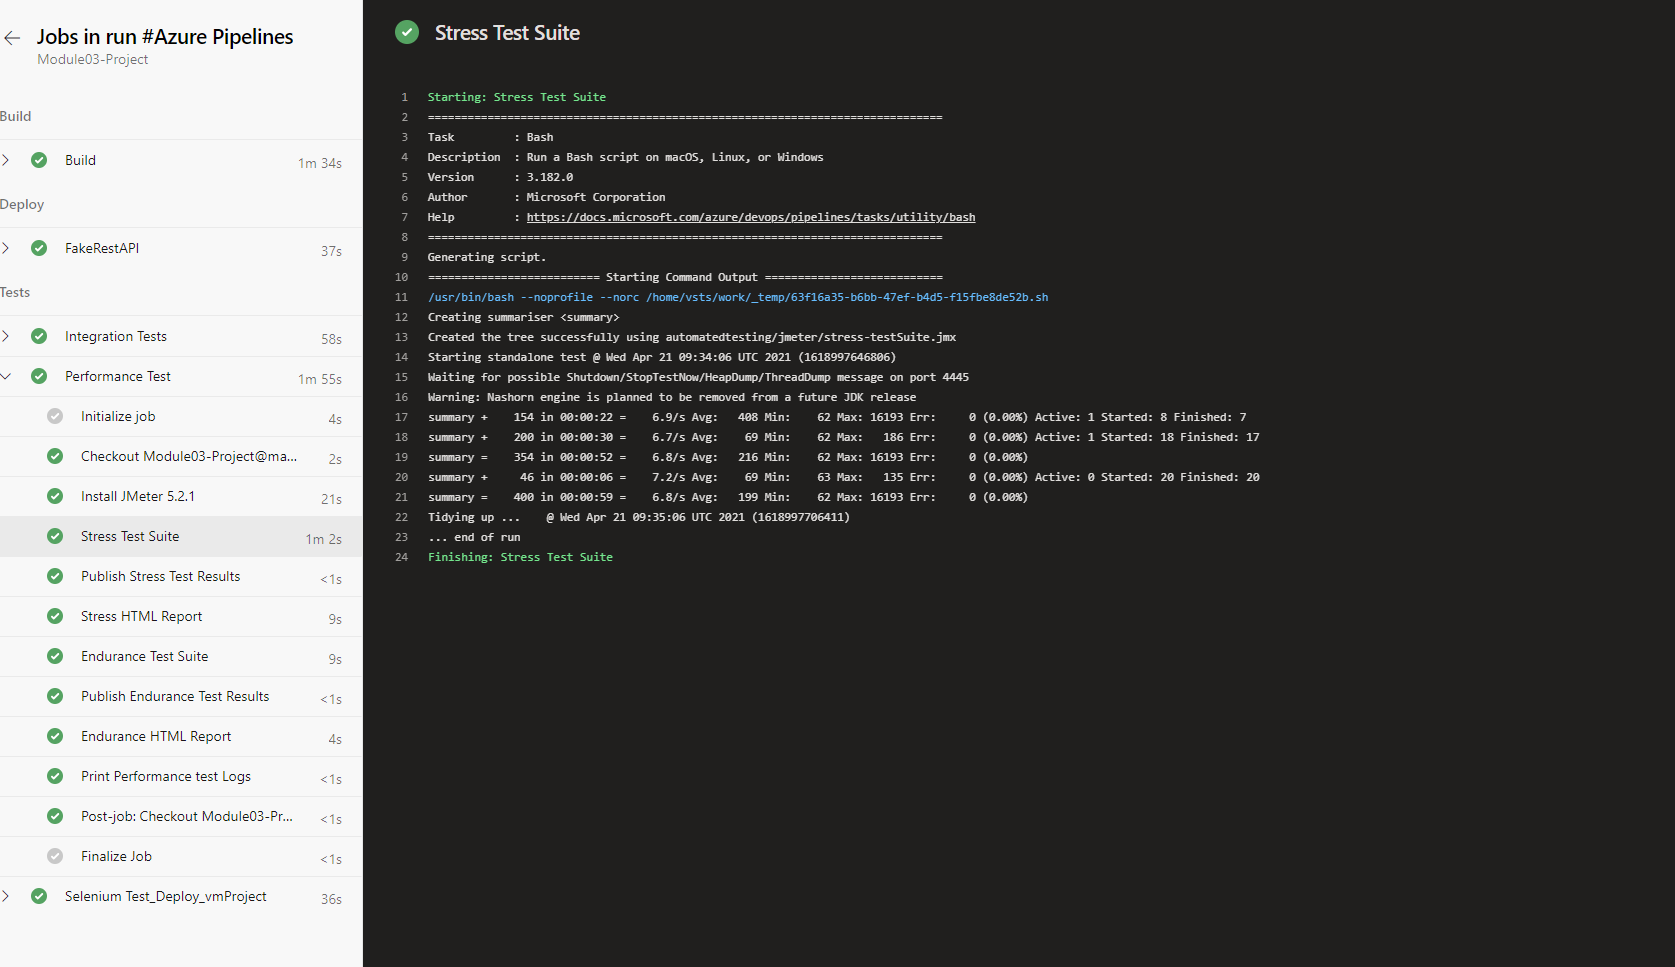 Jobs in run #Azure Pipelines
Module03-Project
Build
Build 1m 34s
Deploy
FakeRestAPI 37s
Tests
Integration Tests 58s
Performance Test 1m 55s
Initialize job 4s
Checkout Module03-Project@ma... 2s
Install JMeter 5.2.1 21s
Stress Test Suite 1m 2s
Publish Stress Test Results <1s
Stress HTML Report 9s
Endurance Test Suite 9s
Publish Endurance Test Results <1s
Endurance HTML Report 4s
Print Performance test Logs <1s
Post-job: Checkout Module03-Pr... <1s
Finalize Job <1s
Selenium Test_Deploy_vmProject 36s
Stress Test Suite
1 Starting: Stress Test Suite
2 ==============================================================================
3 Task : Bash
4 Description : Run a Bash script on macOS, Linux, or Windows
5 Version : 3.182.0
6 Author : Microsoft Corporation
7 Help : https://docs.microsoft.com/azure/devops/pipelines/tasks/utility/bash
8 ==============================================================================
9 Generating script.
10 ========================== Starting Command Output ===========================
11 /usr/bin/bash --noprofile --norc /home/vsts/work/_temp/63f16a35-b6bb-47ef-b4d5-f15fbe8de52b.sh
12 Creating summariser <summary>
13 Created the tree successfully using automatedtesting/jmeter/stress-testSuite.jmx
14 Starting standalone test @ Wed Apr 21 09:34:06 UTC 2021 (1618997646806)
15 Waiting for possible Shutdown/StopTestNow/HeapDump/ThreadDump message on port 4445
16 Warning: Nashorn engine is planned to be removed from a future JDK release
17 summary + 154 in 00:00:22 = 6.9/s Avg: 408 Min: 62 Max: 16193 Err: 0 (0.00%) Active: 1 Started: 8 Finished: 7
18 summary + 200 in 00:00:30 = 6.7/s Avg: 69 Min: 62 Max: 186 Err: 0 (0.00%) Active: 1 Started: 18 Finished: 17
19 summary = 354 in 00:00:52 = 6.8/s Avg: 216 Min: 62 Max: 16193 Err: 0 (0.00%)
20 summary + 46 in 00:00:06 = 7.2/s Avg: 69 Min: 63 Max: 135 Err: 0 (0.00%) Active: 0 Started: 20 Finished: 20
21 summary = 400 in 00:00:59 = 6.8/s Avg: 199 Min: 62 Max: 16193 Err: 0 (0.00%)
22 Tidying up ... @ Wed Apr 21 09:35:06 UTC 2021 (1618997706411)
23 ... end of run
24 Finishing: Stress Test Suite